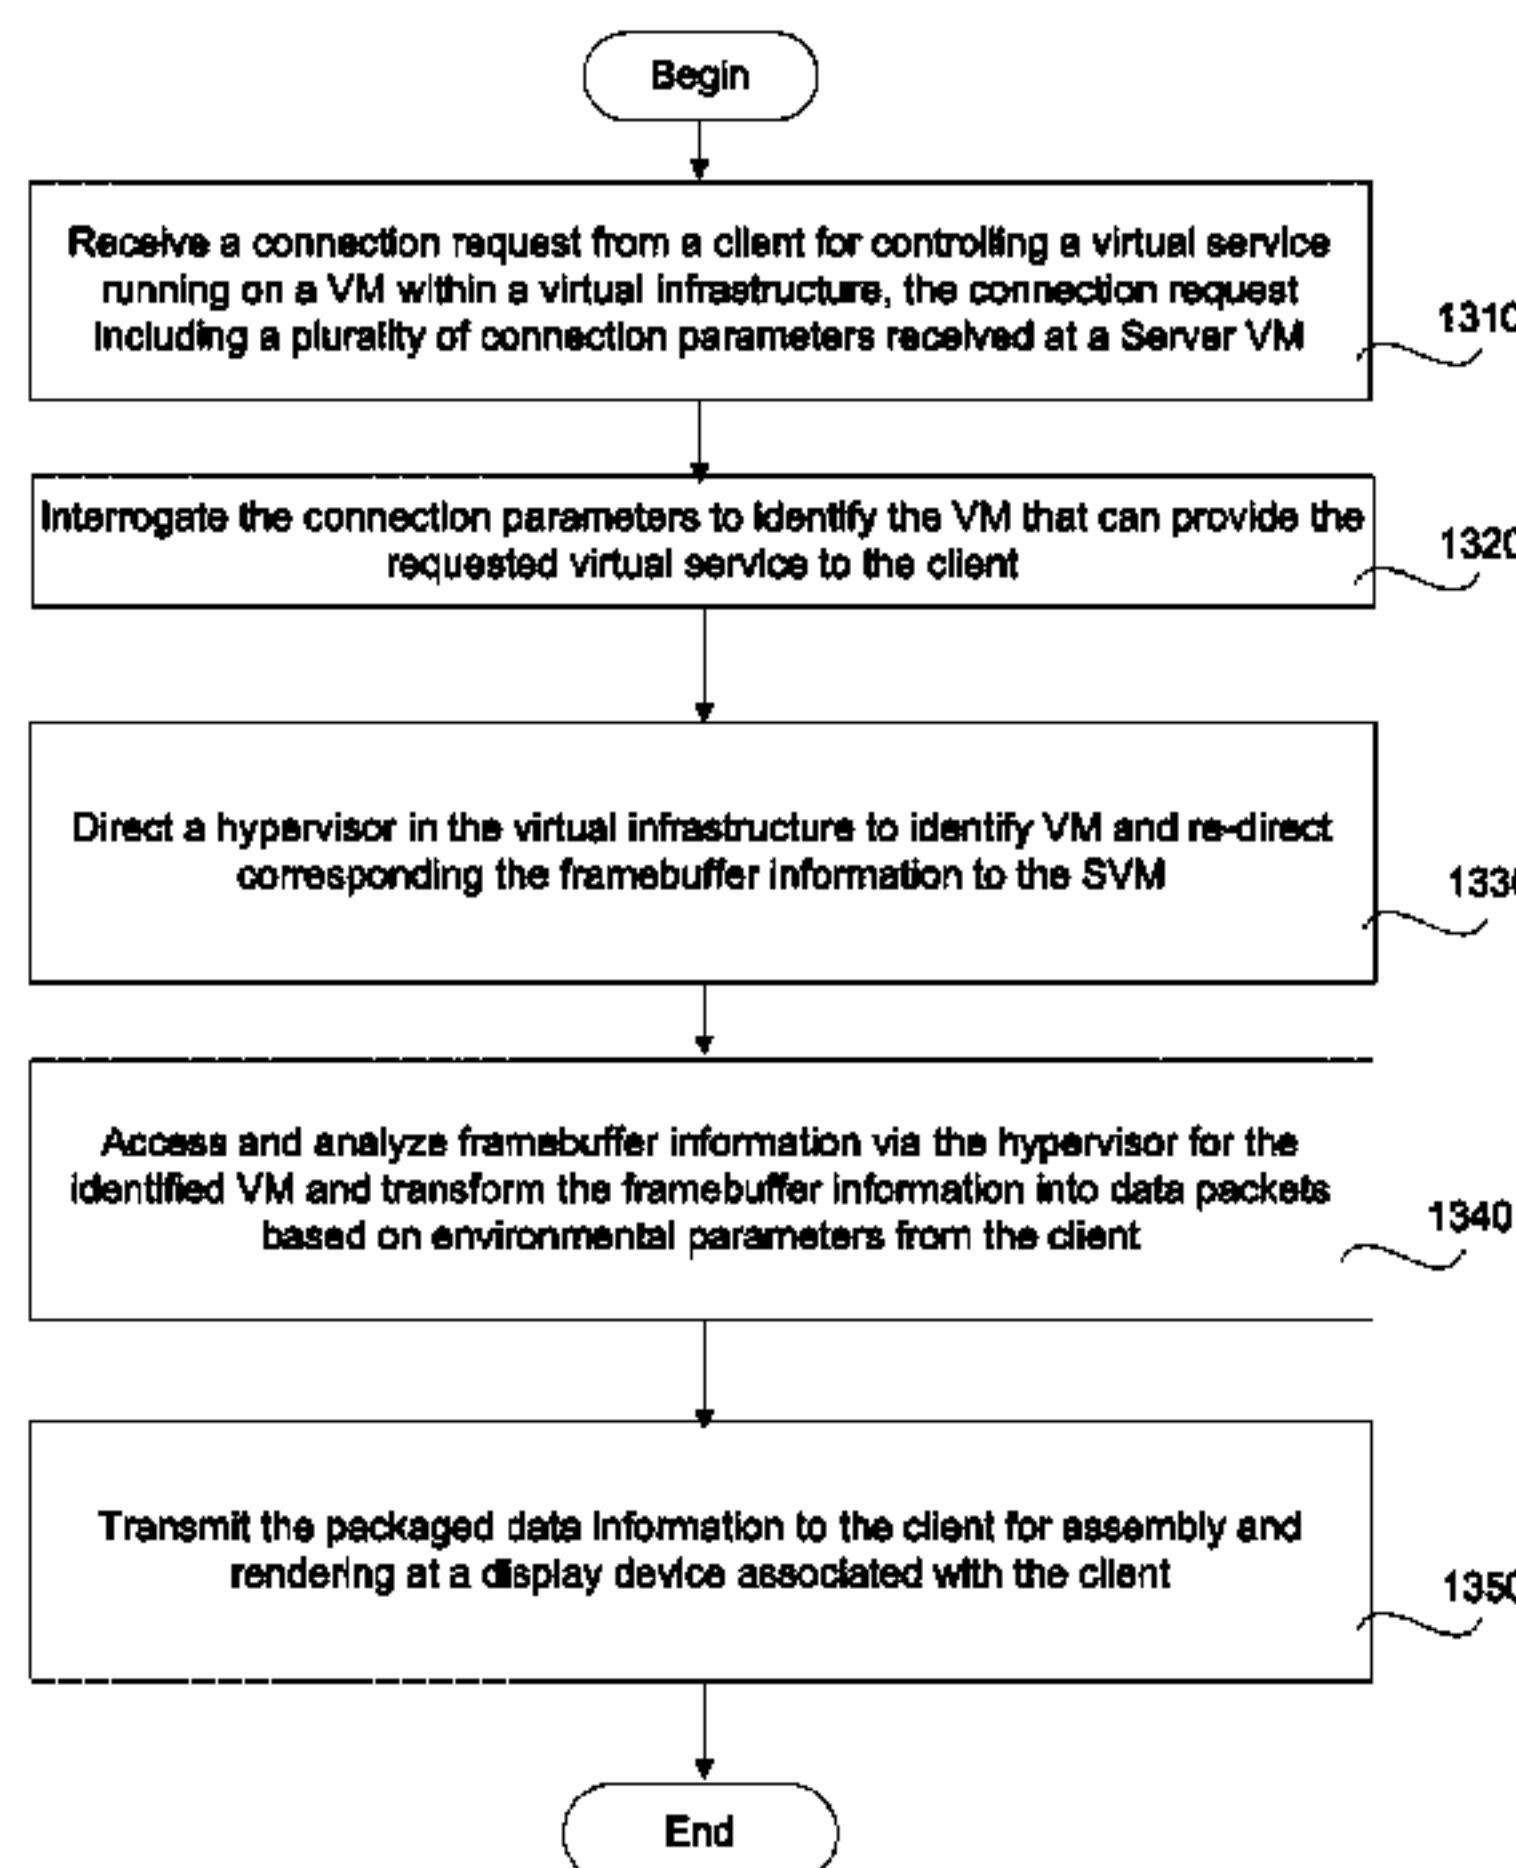 Begin
Receive a connection request from a client for controlling a virtual service
running on a VM within a virtual infrastructure, the connection request
including a plurality of connection parameters received at a Server VM
1310
Interrogate the connection parameters to identify the VM that can provide the
requested virtual service to the client
1320
Direct a hypervisor in the virtual infrastructure to identify VM and re-direct
corresponding the framebuffer information to the SVM
1330
Access and analyze framebuffer information via the hypervisor for the
identified VM and transform the framebuffer information into data packets
based on environmental parameters from the client
1340
Transmit the packaged data information to the client for assembly and
rendering at a display device associated with the client
1350
End